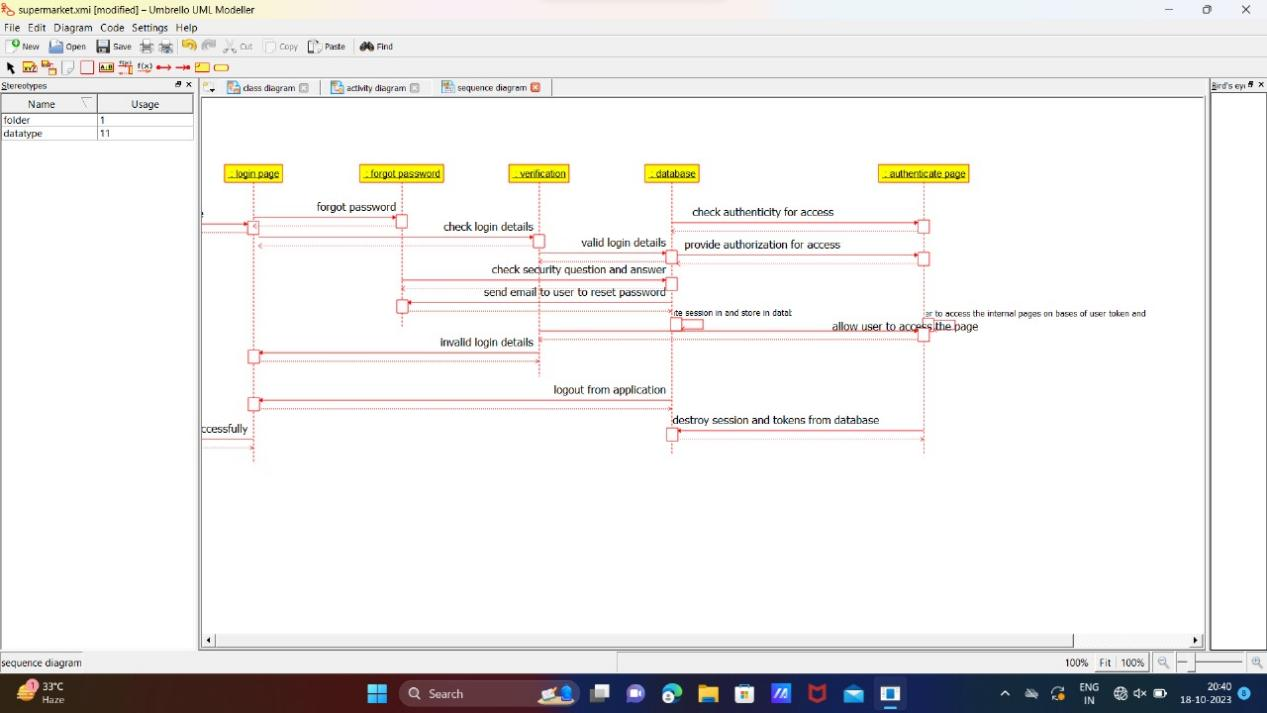 supermarket.xmi [modified] – Umbrello UML Modeller
File Edit Diagram Code Settings Help
New Open Save Cut Copy Paste Find
Stereotypes
Name Usage
folder 1
datatype 11
class diagram activity diagram sequence diagram
Bird's ey
: login page : forgot password : verification : database : authenticate page
forgot password
check authenticity for access
check login details
valid login details
provide authorization for access
check security question and answer
send email to user to reset password
te session in and store in datab
er to access the internal pages on bases of user token and
allow user to access the page
invalid login details
logout from application
destroy session and tokens from database
ccessfully
sequence diagram
100% Fit 100%
33°C
Haze
1
Search
ENG
IN
20:40
18-10-2023
8